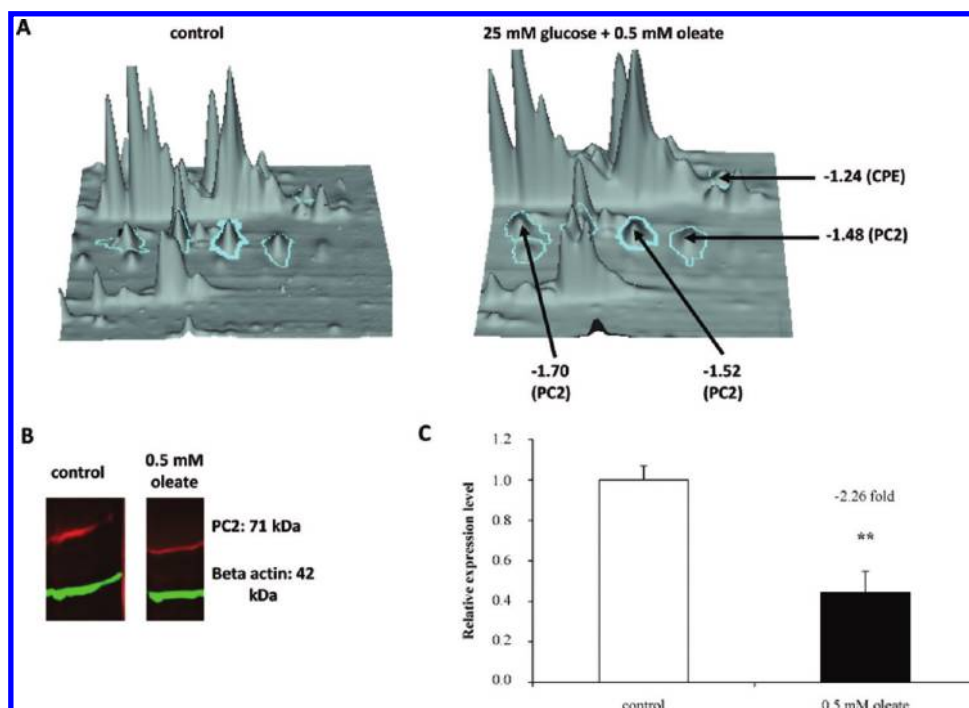 A
control
25 mM glucose + 0.5 mM oleate
-1.24 (CPE)
-1.48 (PC2)
-1.70
(PC2)
-1.52
(PC2)
B
control
0.5 mM
oleate
PC2: 71 kDa
Beta actin: 42
kDa
C
Relative expression level
1.2
1.0
0.8
0.6
0.4
0.2
0.0
-2.26 fold
**
control
0.5 mM oleate